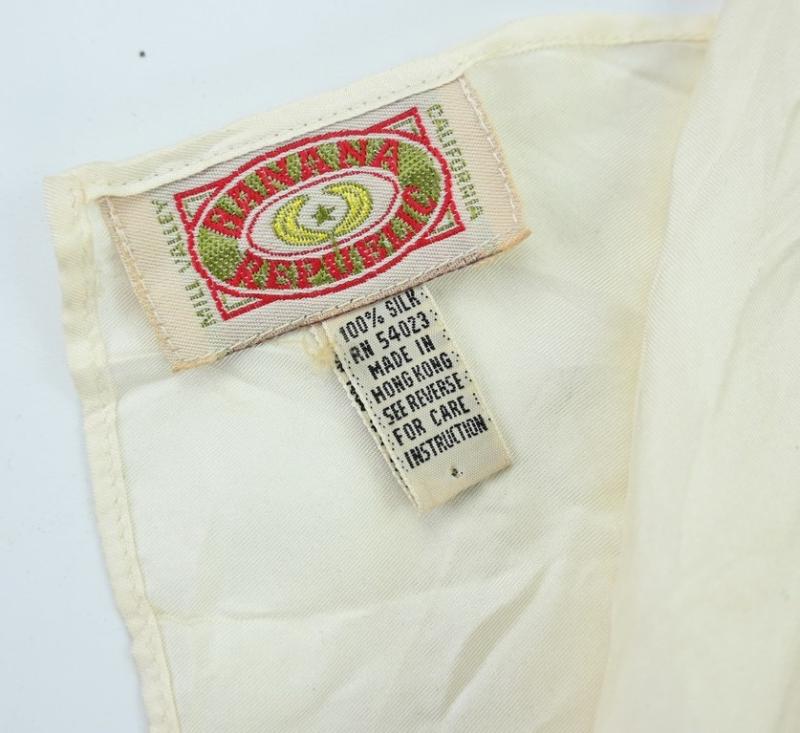 BANANA
REPUBLIC
MILL VALLEY
CALIFORNIA
100% SILK
RN 54023
MADE IN
HONG KONG
SEE REVERSE
FOR CARE
INSTRUCTION